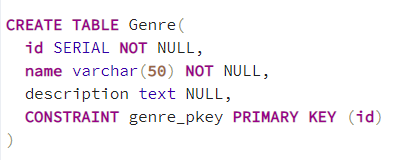 CREATE TABLE Genre(
  id SERIAL NOT NULL,
  name varchar(50) NOT NULL,
  description text NULL,
  CONSTRAINT genre_pkey PRIMARY KEY (id)
)